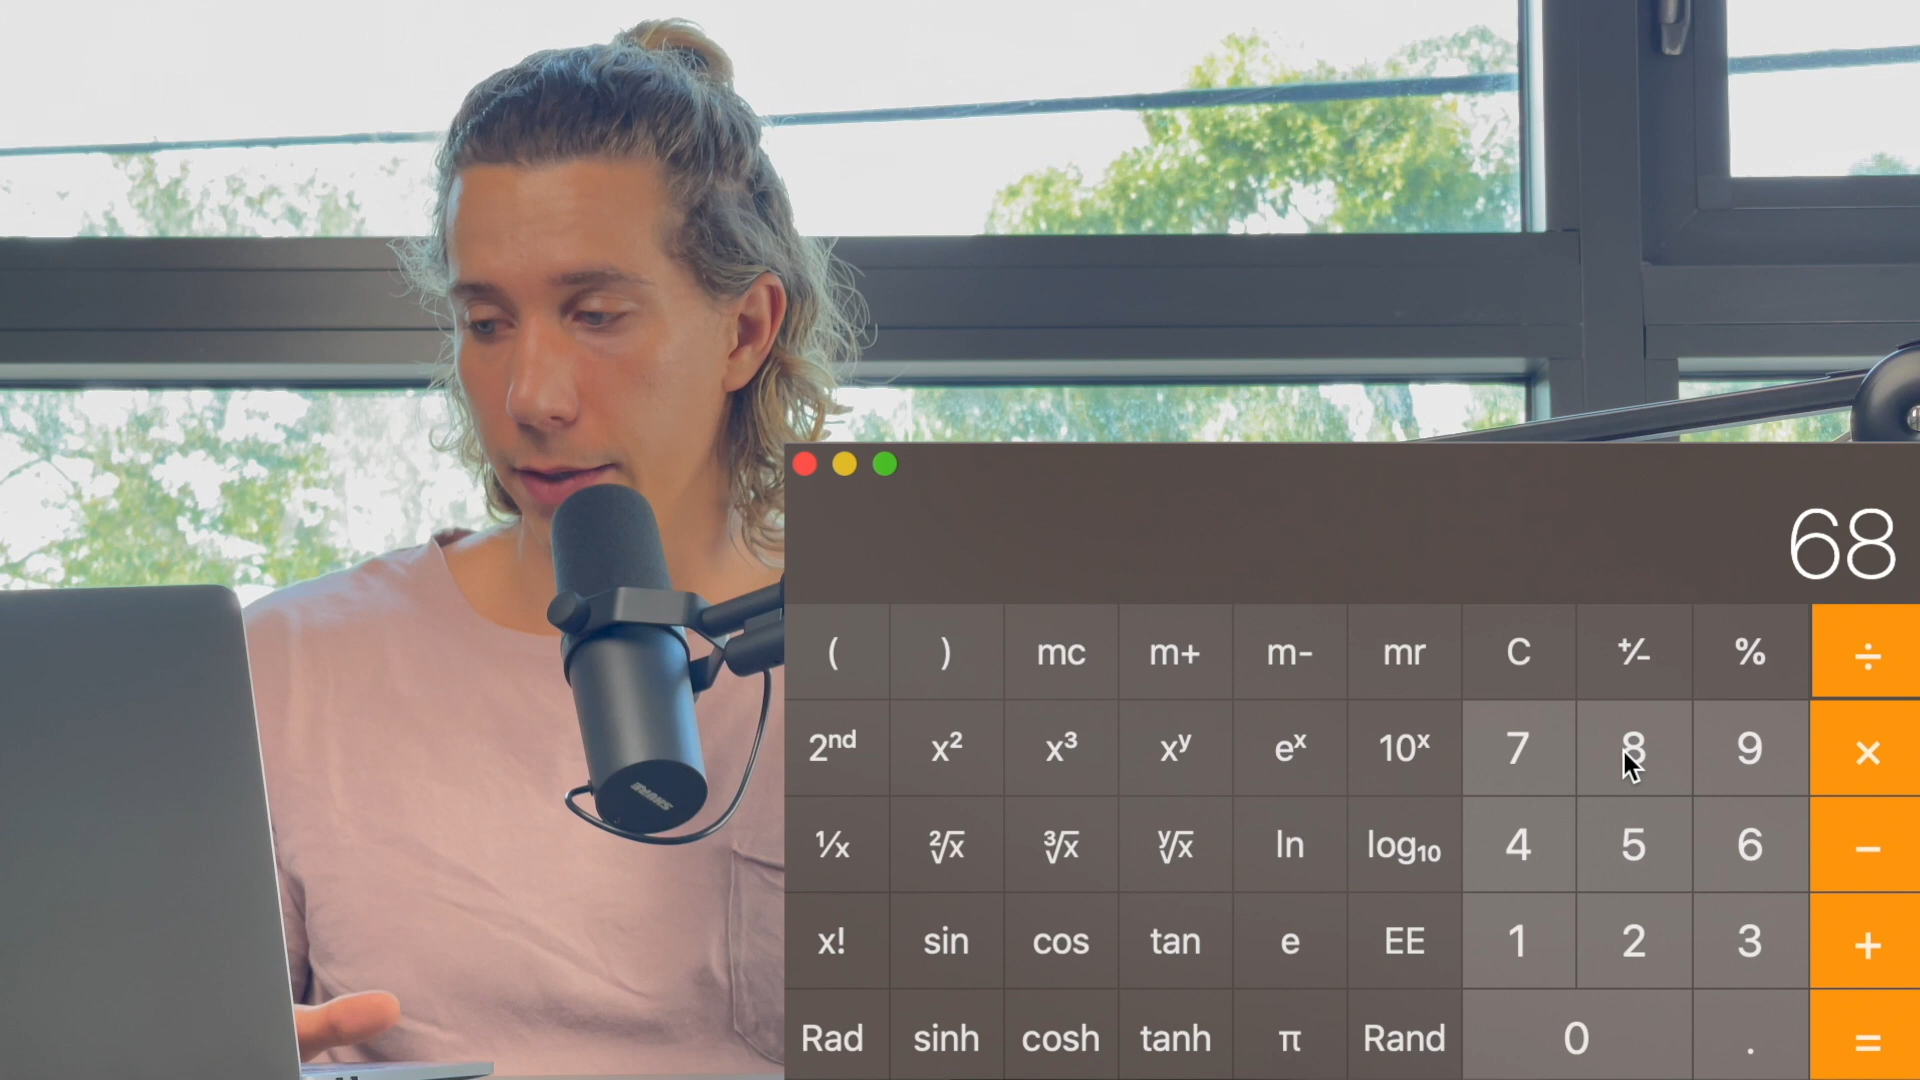 68
( ) mc m+ m- mr C ⁺∕₋ % ÷
2ⁿᵈ x² x³ xʸ eˣ 10ˣ 7 8 9 ×
¹∕ₓ ²√x ³√x ʸ√x ln log₁₀ 4 5 6 −
x! sin cos tan e EE 1 2 3 +
Rad sinh cosh tanh π Rand 0 . =
SHURE